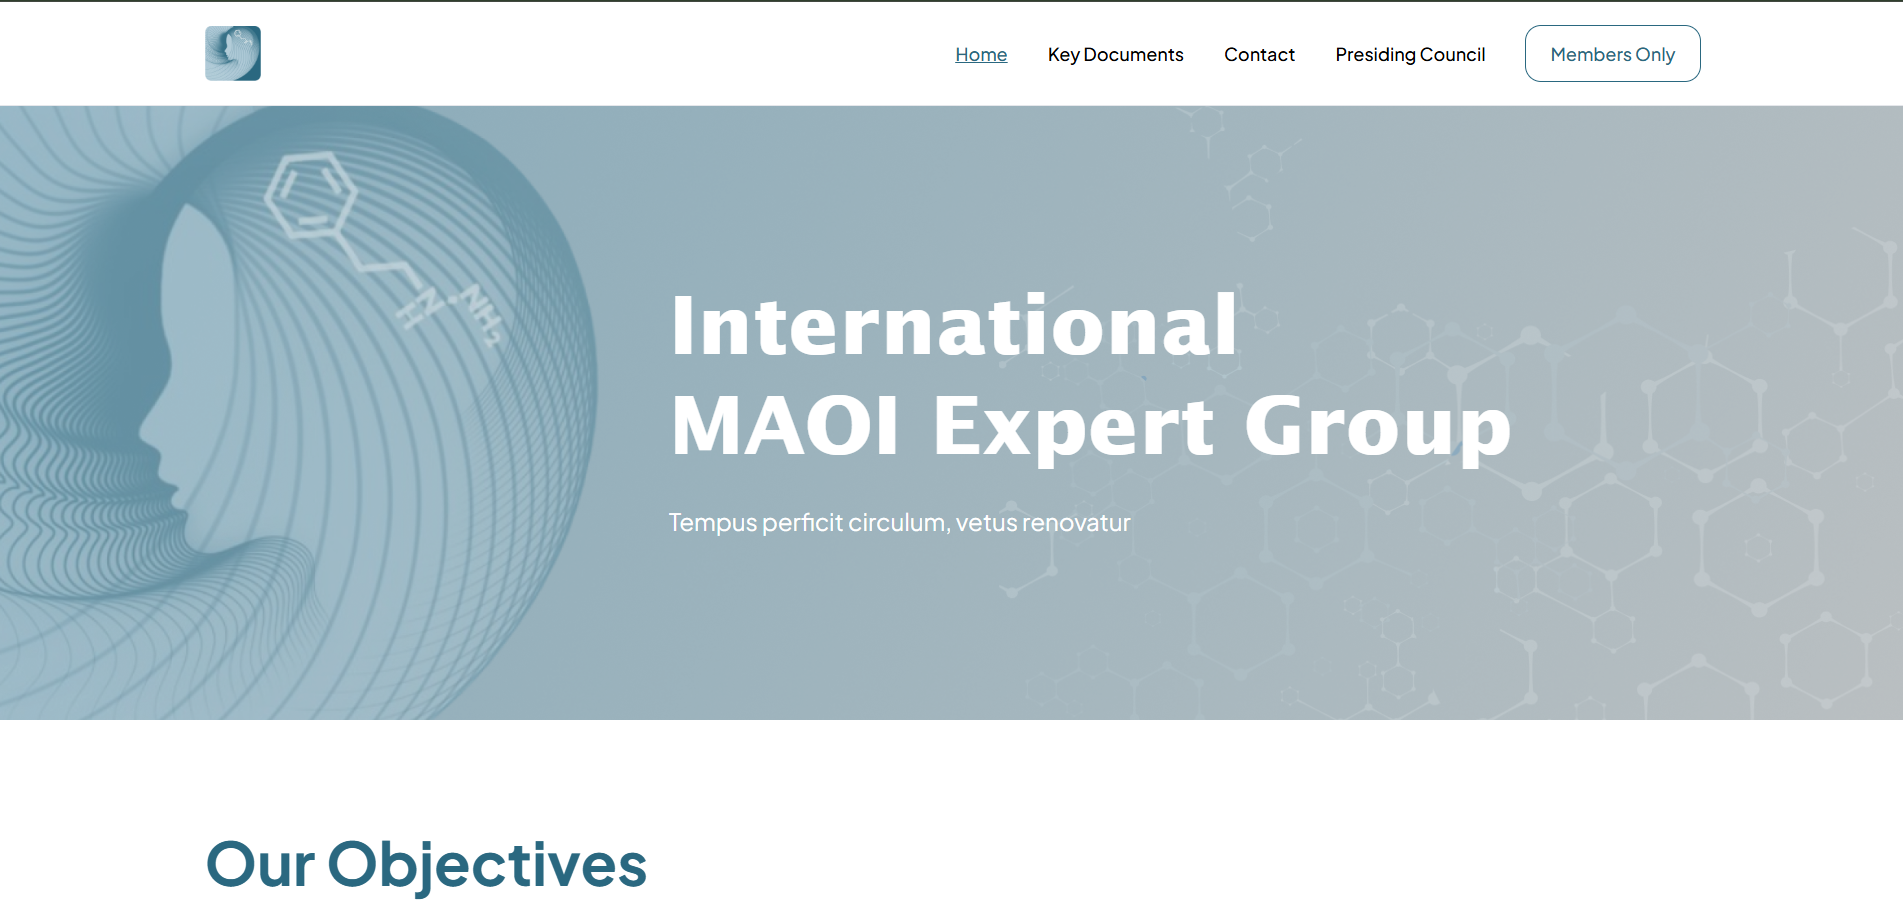 Home Key Documents Contact Presiding Council Members Only
H
N
NH₂
International
MAOI Expert Group
Tempus perficit circulum, vetus renovatur
Our Objectives